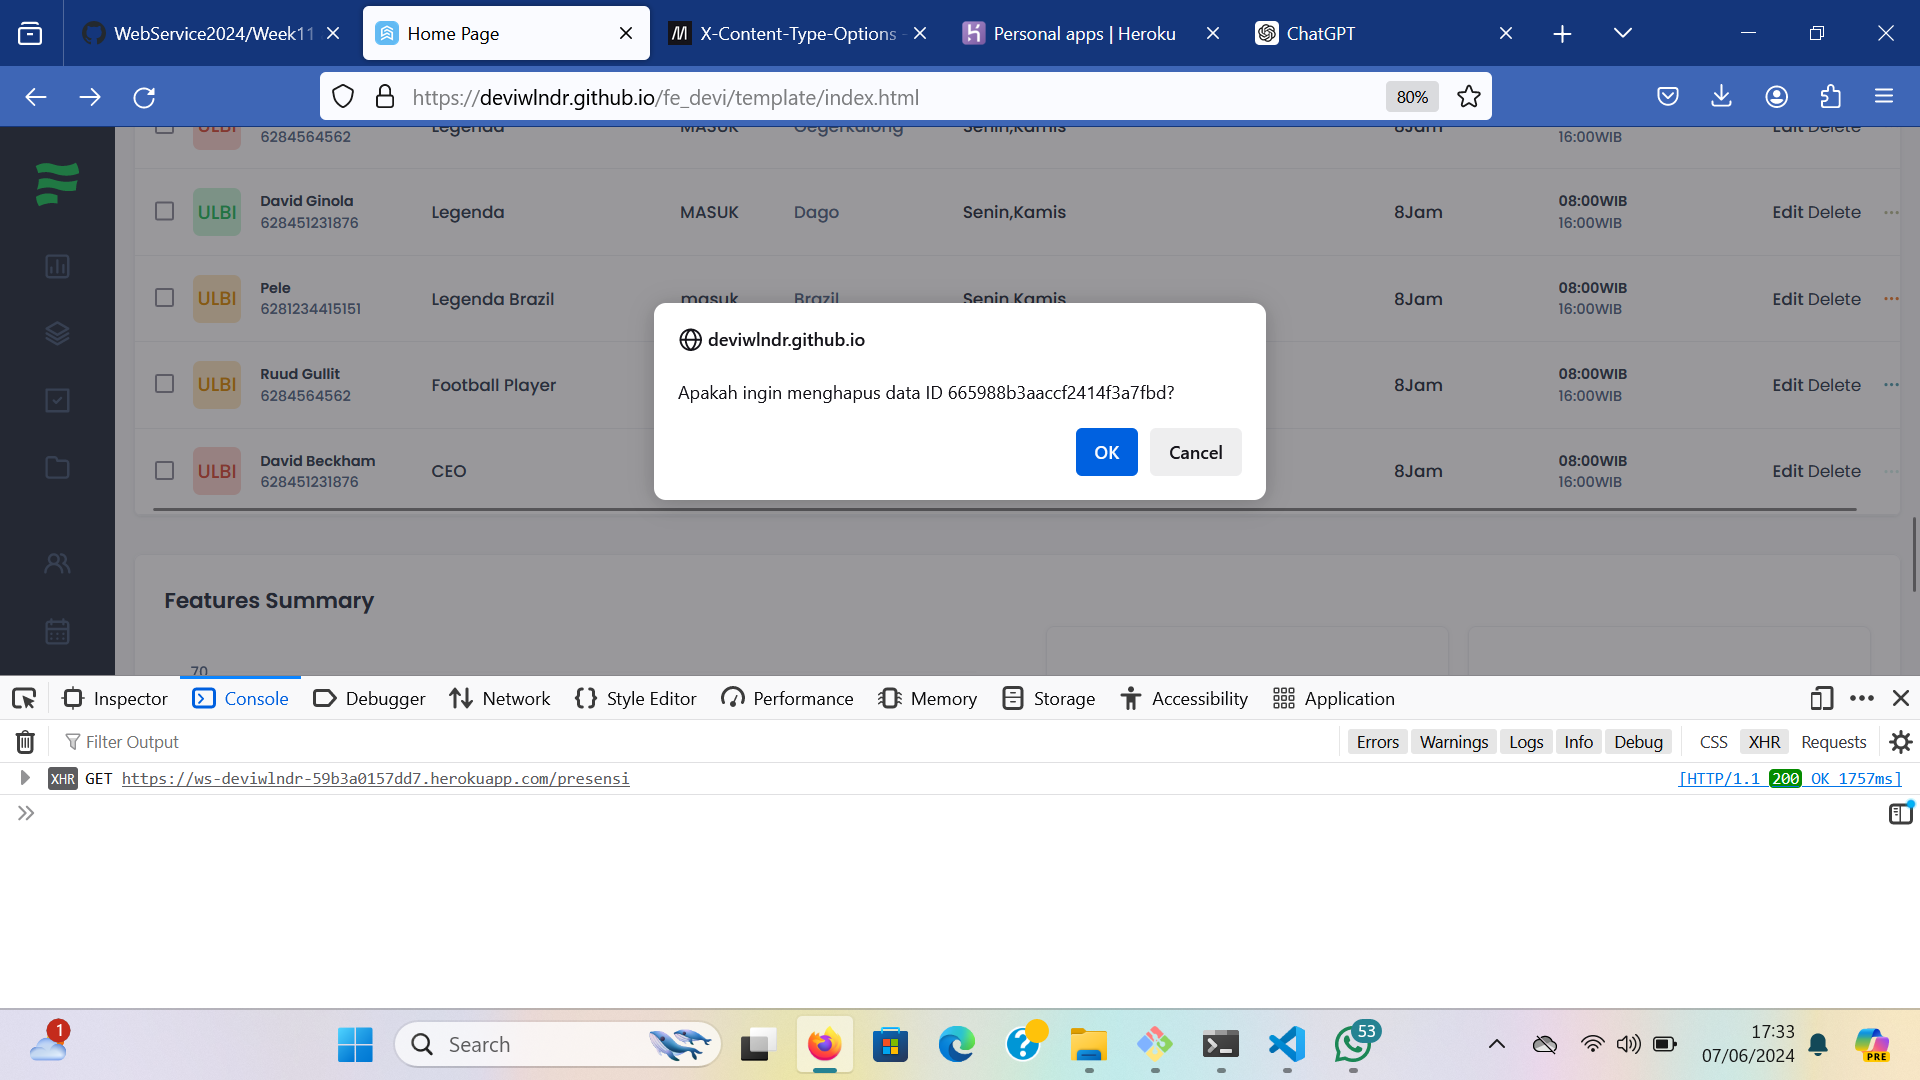 WebService2024/Week11
Home Page
X-Content-Type-Options -
Personal apps | Heroku
ChatGPT
https://deviwlndr.github.io/fe_devi/template/index.html
80%
ULBI
6284564562
Legenda
MASUK
Gegerkalong
Senin,Kamis
8Jam
16:00WIB
Edit Delete
ULBI
David Ginola
628451231876
Legenda
MASUK
Dago
Senin,Kamis
8Jam
08:00WIB
16:00WIB
Edit Delete
ULBI
Pele
6281234415151
Legenda Brazil
masuk
Brazil
Senin,Kamis
8Jam
08:00WIB
16:00WIB
Edit Delete
ULBI
Ruud Gullit
6284564562
Football Player
8Jam
08:00WIB
16:00WIB
Edit Delete
ULBI
David Beckham
628451231876
CEO
8Jam
08:00WIB
16:00WIB
Edit Delete
deviwlndr.github.io
Apakah ingin menghapus data ID 665988b3aaccf2414f3a7fbd?
OK
Cancel
Features Summary
70
Inspector
Console
Debugger
Network
Style Editor
Performance
Memory
Storage
Accessibility
Application
Filter Output
Errors
Warnings
Logs
Info
Debug
CSS
XHR
Requests
XHR GET https://ws-deviwlndr-59b3a0157dd7.herokuapp.com/presensi
[HTTP/1.1 200 OK 1757ms]
1
Search
53
17:33
07/06/2024
PRE